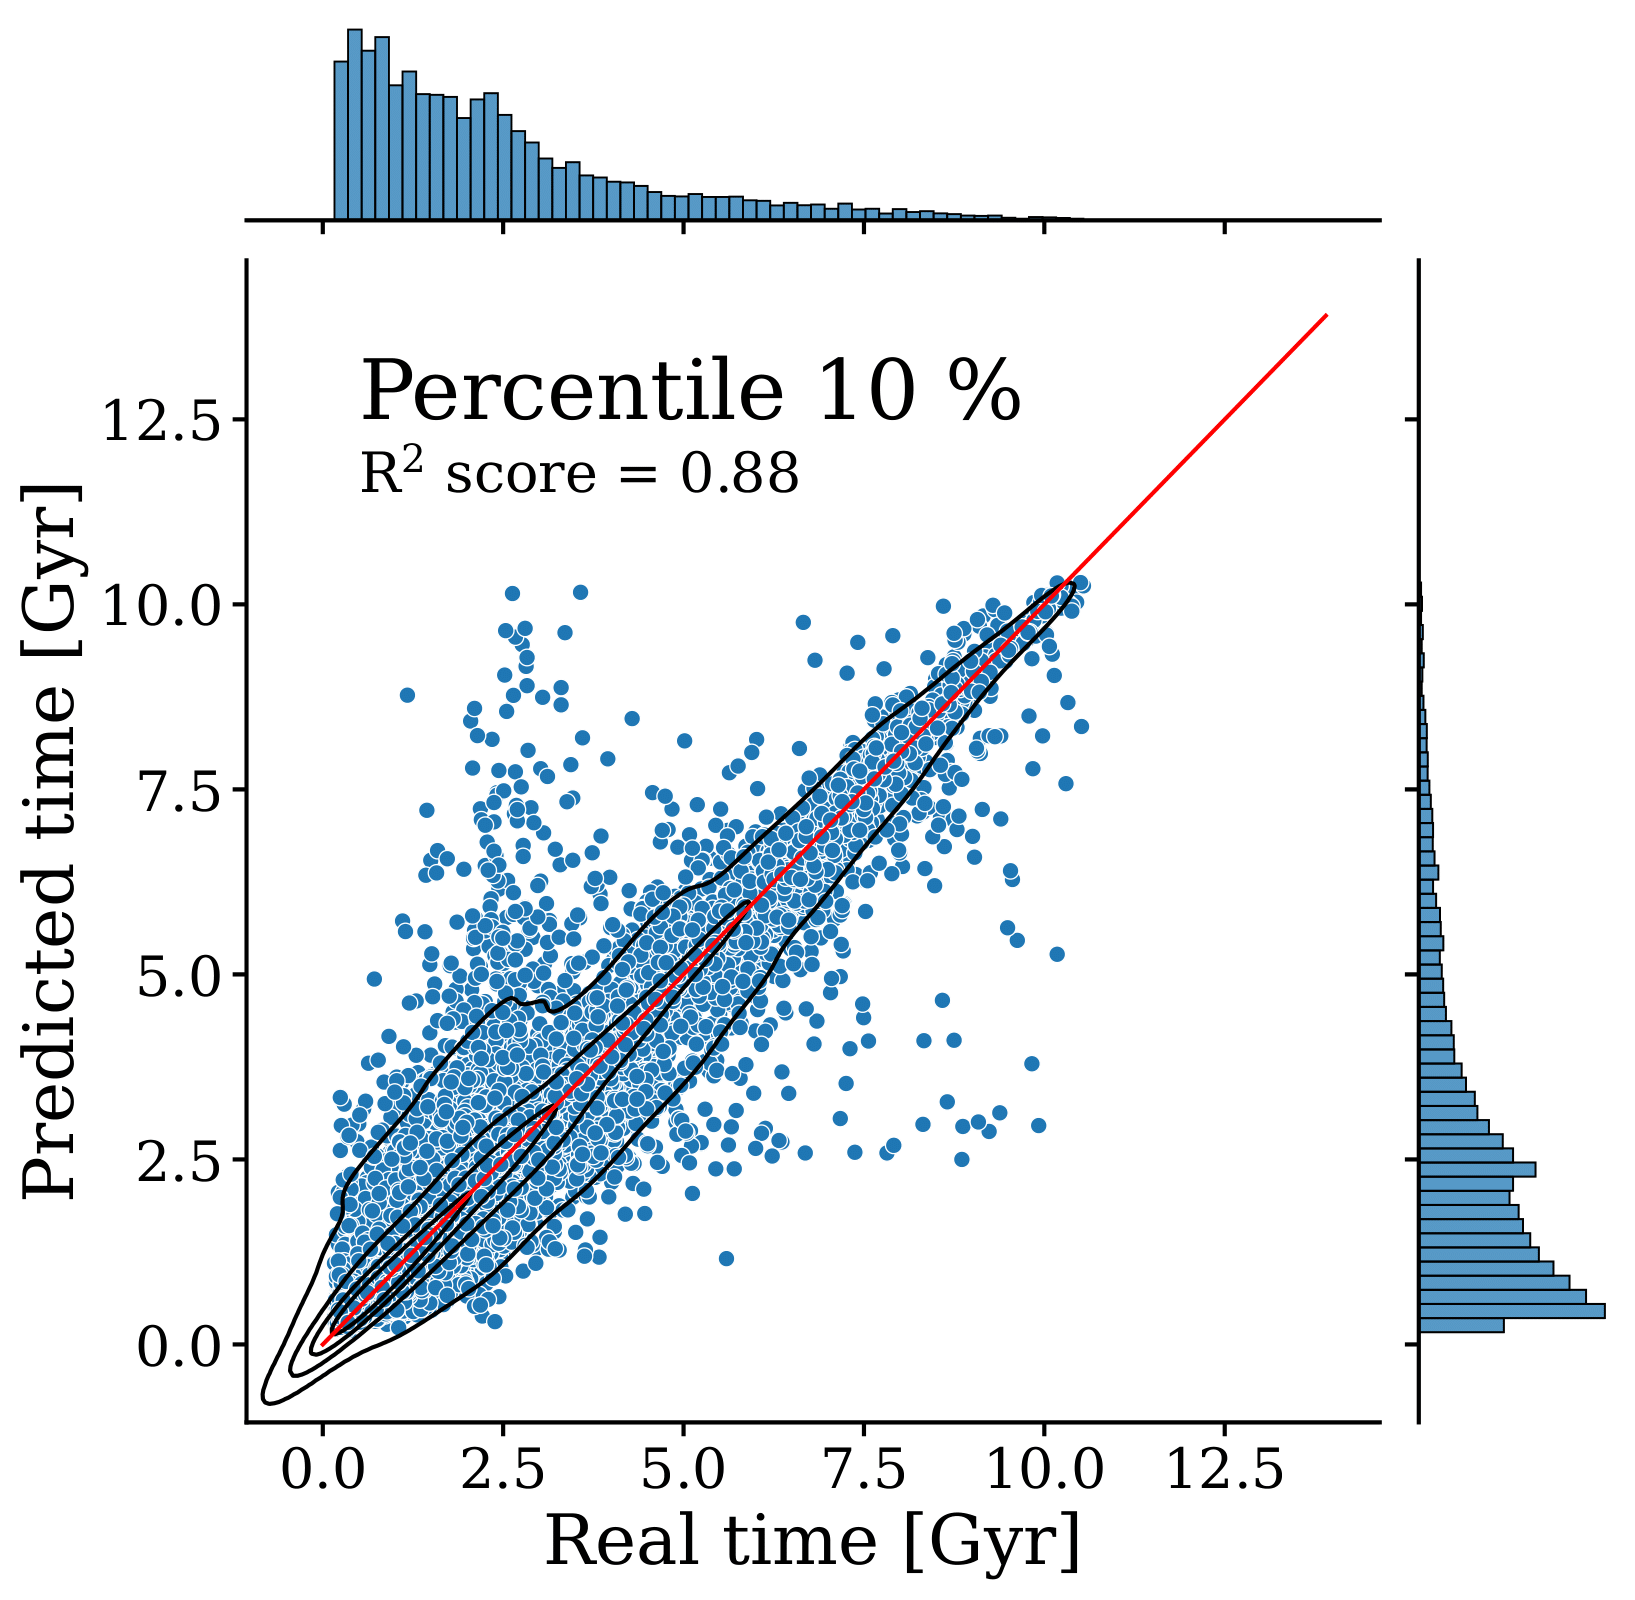 Percentile 10 %
R² score = 0.88
12.5
10.0
7.5
5.0
2.5
0.0
Predicted time [Gyr]
0.0 2.5 5.0 7.5 10.0 12.5
Real time [Gyr]